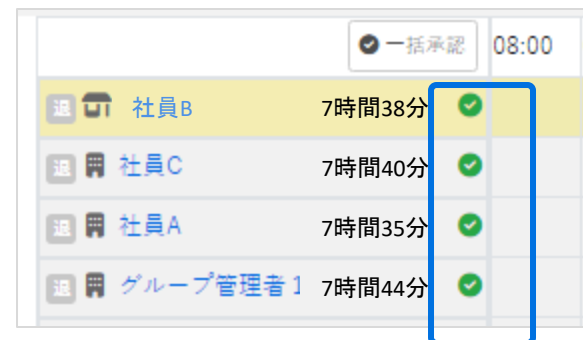 一括承認 08:00
退 社員B 7時間38分
退 社員C 7時間40分
退 社員A 7時間35分
退 グループ管理者1 7時間44分